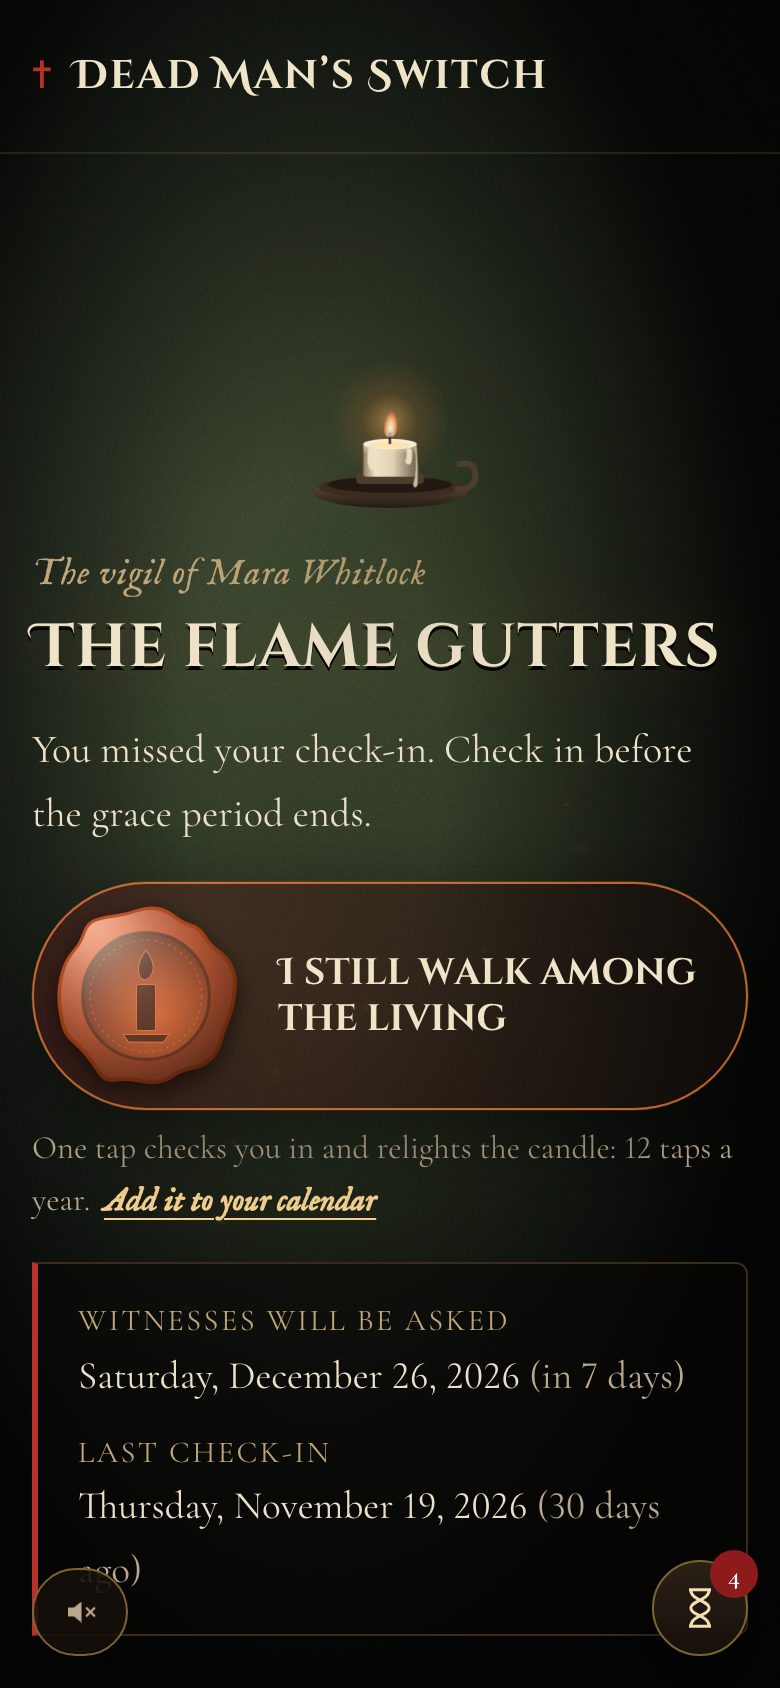 † DEAD MAN’S SWITCH
The vigil of Mara Whitlock
THE FLAME GUTTERS
You missed your check-in. Check in before
the grace period ends.
I STILL WALK AMONG
THE LIVING
One tap checks you in and relights the candle: 12 taps a
year. Add it to your calendar
WITNESSES WILL BE ASKED
Saturday, December 26, 2026 (in 7 days)
LAST CHECK-IN
Thursday, November 19, 2026 (30 days
ago)
4